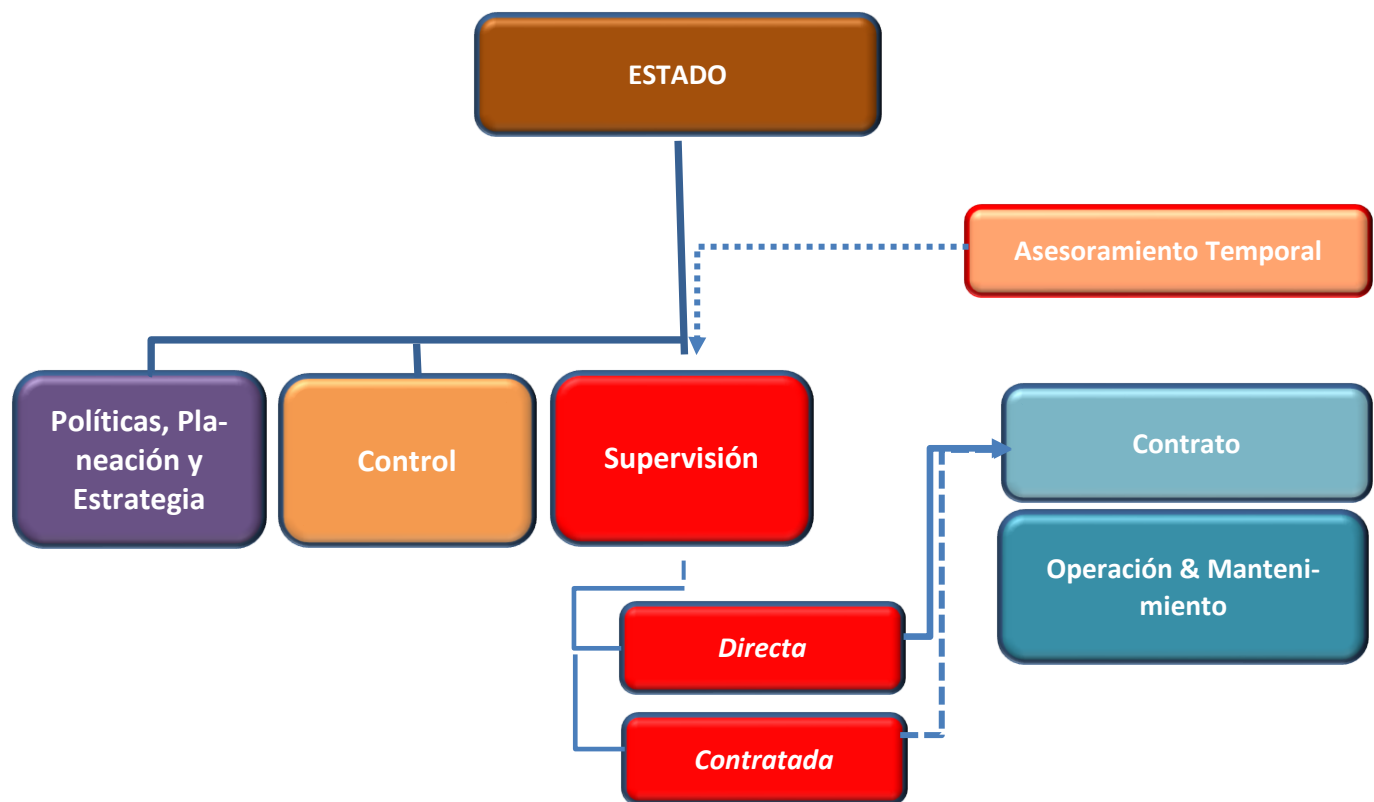 ESTADO
Asesoramiento Temporal
Políticas, Pla-
neación y
Estrategia
Control
Supervisión
Contrato
Operación & Manteni-
miento
Directa
Contratada